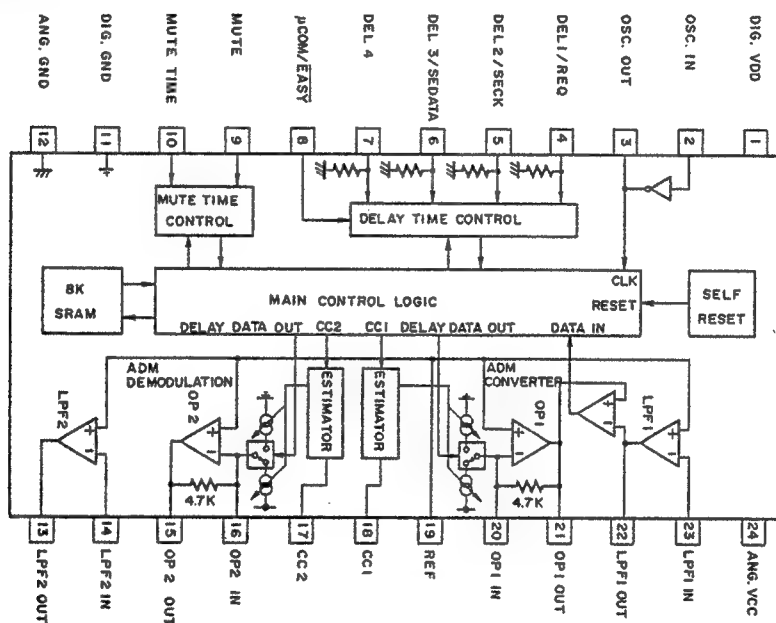 ANG. GND
DIG. GND
MUTE TIME
MUTE
µCOM/EASY
DEL 4
DEL 3/SEDATA
DEL 2/SECK
DEL 1/REQ
OSC. OUT
OSC. IN
DIG. VDD
12
11
10
9
8
7
6
5
4
3
2
1
MUTE TIME
CONTROL
DELAY TIME CONTROL
8K
SRAM
MAIN CONTROL LOGIC
CLK
RESET
SELF
RESET
DELAY DATA OUT
CC2
CC1
DELAY DATA OUT
DATA IN
LPF2
ADM
DEMODULATION
OP 2
ESTIMATOR
ESTIMATOR
ADM
CONVERTER
OP1
LPF1
4.7K
4.7K
13
14
15
16
17
18
19
20
21
22
23
24
LPF2 OUT
LPF2 IN
OP 2 OUT
OP2 IN
CC2
CC1
REF
OP1 IN
OP1 OUT
LPF1 OUT
LPF1 IN
ANG. VCC